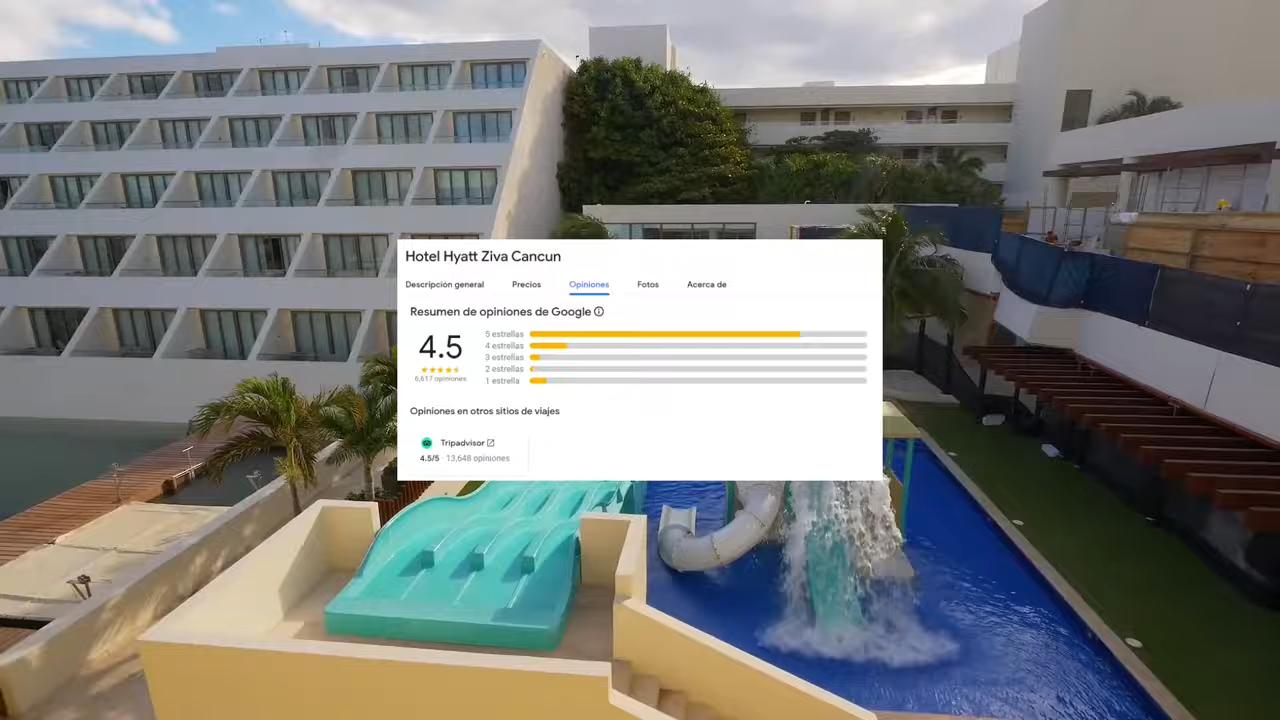 Hotel Hyatt Ziva Cancun
Descripción general Precios Opiniones Fotos Acerca de
Resumen de opiniones de Google
4.5
6,617 opiniones
5 estrellas
4 estrellas
3 estrellas
2 estrellas
1 estrella
Opiniones en otros sitios de viajes
Tripadvisor
4.5/5 · 13,648 opiniones